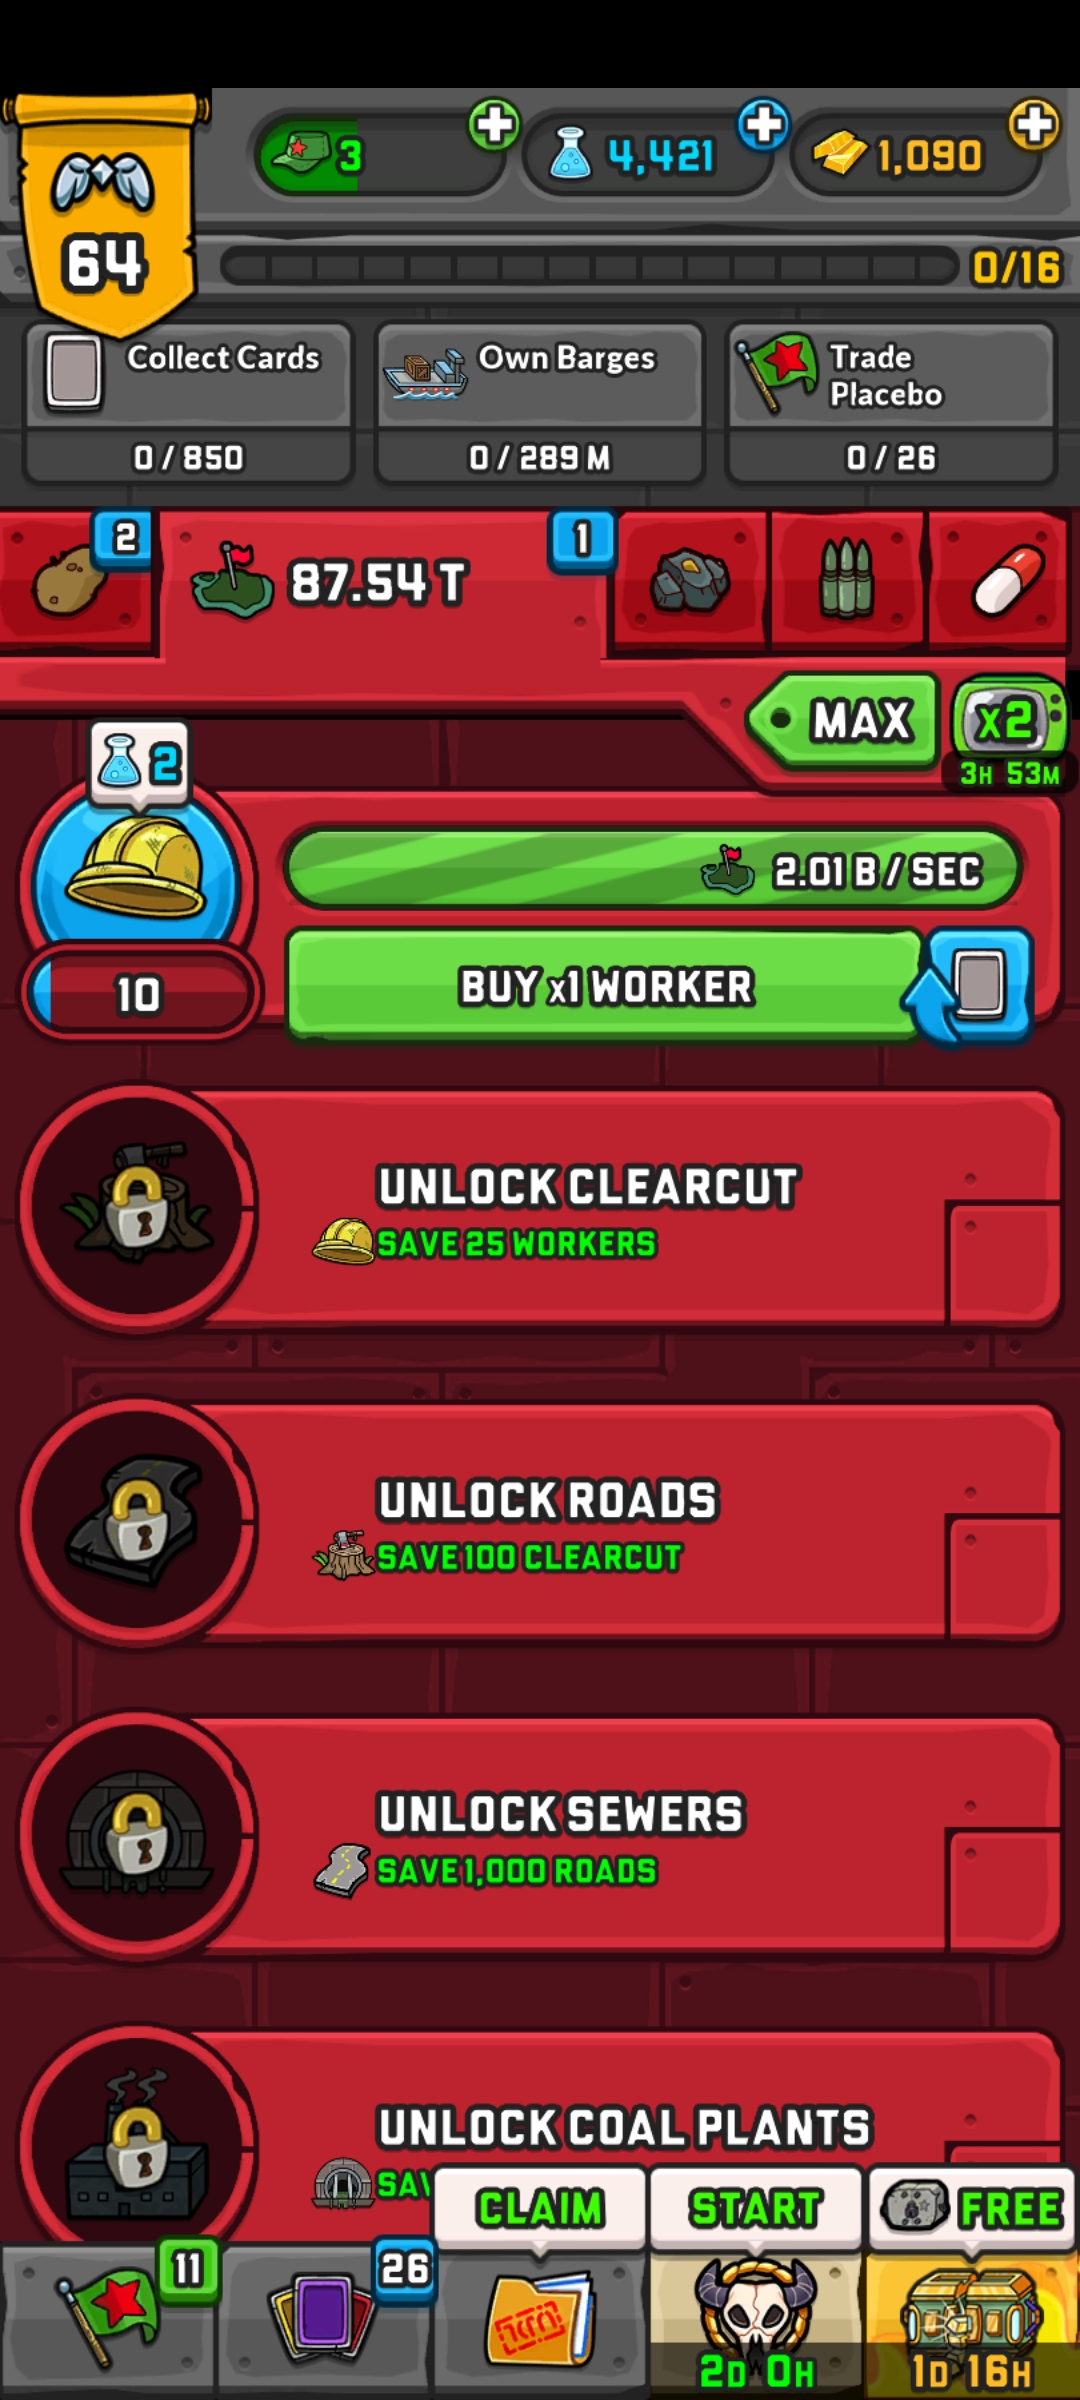 3
4,421
1,090
64
0/16
Collect Cards
0 / 850
Own Barges
0 / 289 M
Trade
Placebo
0 / 26
2
87.54 T
1
MAX
X2
3H 53M
2
2.01 B / SEC
BUY x1 WORKER
10
UNLOCK CLEARCUT
SAVE 25 WORKERS
UNLOCK ROADS
SAVE 100 CLEARCUT
UNLOCK SEWERS
SAVE 1,000 ROADS
UNLOCK COAL PLANTS
CLAIM
START
FREE
11
26
2D 0H
1D 16H